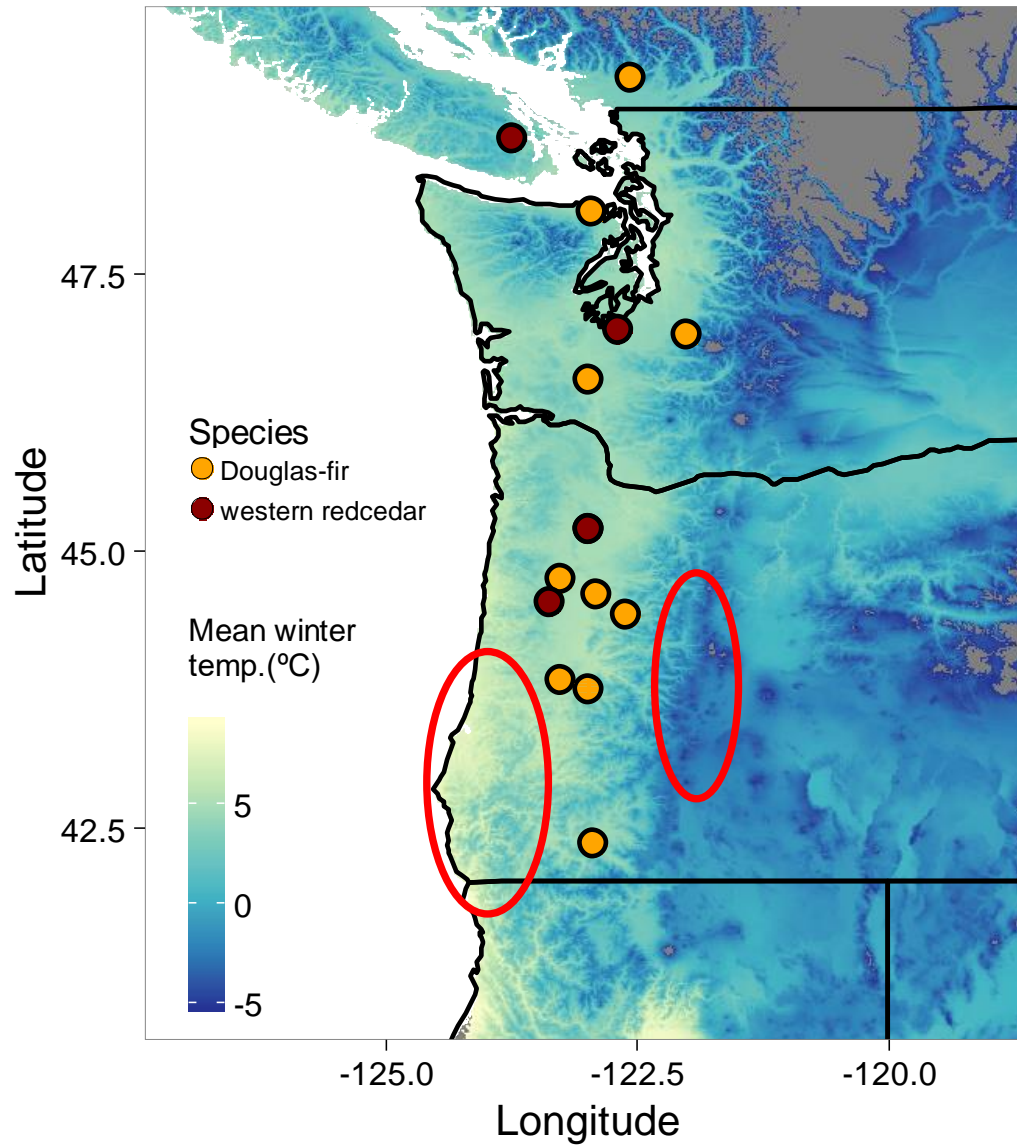 47.5
45.0
42.5
Latitude
Species
Douglas-fir
western redcedar
Mean winter
temp.(ºC)
5
0
-5
-125.0
-122.5
-120.0
Longitude